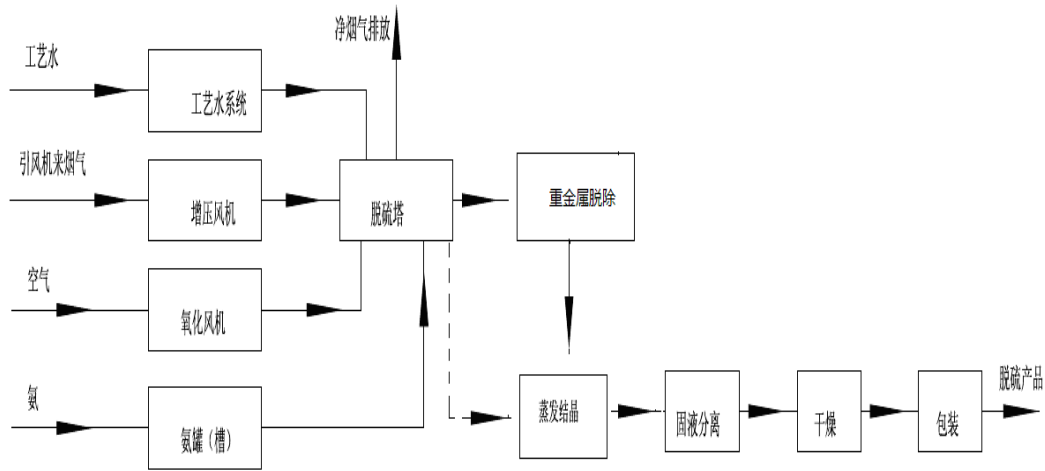 净烟气排放
工艺水
工艺水系统
引风机来烟气
增压风机
脱硫塔
重金属脱除
空气
氧化风机
氨
氨罐（槽）
蒸发结晶
固液分离
干燥
包装
脱硫产品